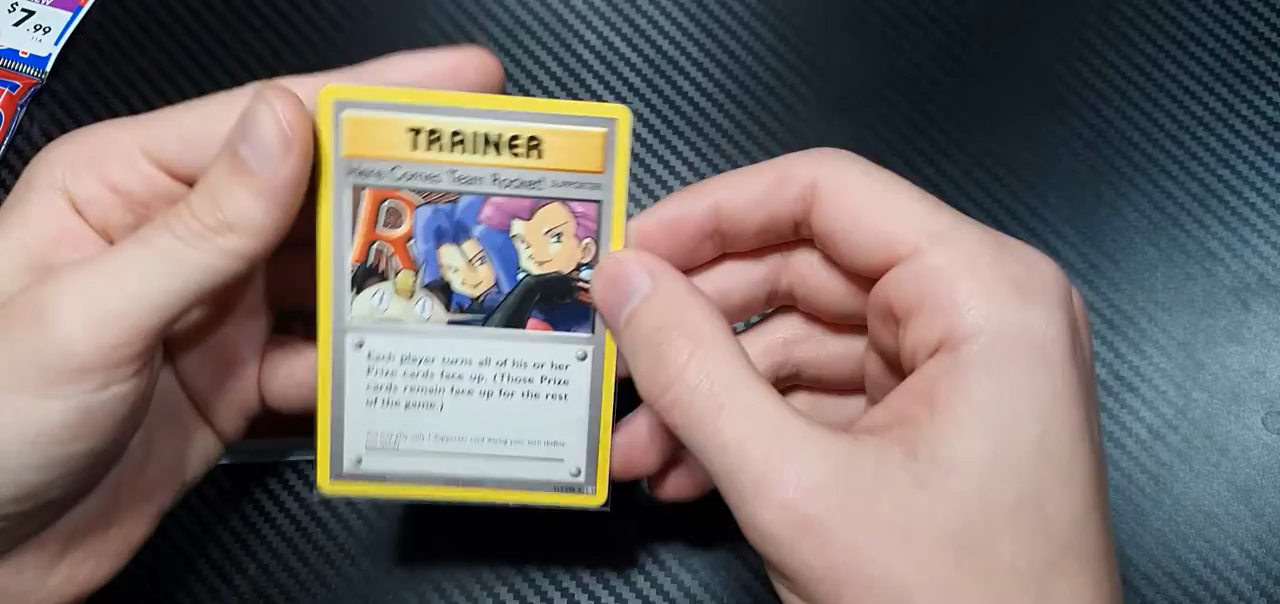 $7.99
TRAINER
Here Comes Team Rocket! SUPPORTER
R
Each player turns all of his or her
Prize cards face up. (Those Prize
cards remain face up for the rest
of the game.)